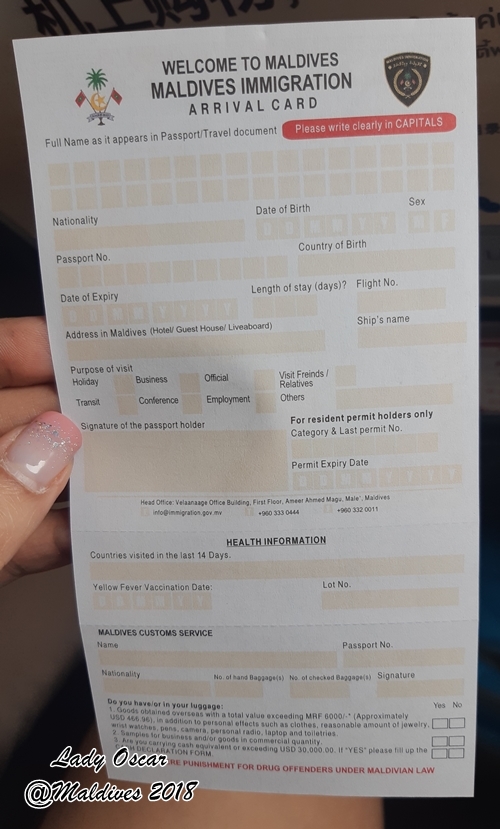 WELCOME TO MALDIVES
MALDIVES IMMIGRATION
ARRIVAL CARD
Full Name as it appears in Passport/Travel document
Please write clearly in CAPITALS
Nationality
Date of Birth
Sex
D D M M Y Y M F
Passport No.
Country of Birth
Date of Expiry
Length of stay (days)?
Flight No.
D D M M Y Y Y Y
Address in Maldives (Hotel/ Guest House/ Liveaboard)
Ship's name
Purpose of visit
Holiday
Business
Official
Visit Freinds / Relatives
Transit
Conference
Employment
Others
Signature of the passport holder
For resident permit holders only
Category & Last permit No.
Permit Expiry Date
Head Office: Velaanaage Office Building, First Floor, Ameer Ahmed Magu, Male', Maldives
info@immigration.gov.mv
+960 333 0444
+960 332 0011
HEALTH INFORMATION
Countries visited in the last 14 Days.
Yellow Fever Vaccination Date:
Lot No.
MALDIVES CUSTOMS SERVICE
Name
Passport No.
Nationality
No. of hand Baggage(s)
No. of checked Baggage(s)
Signature
Do you have/or in your luggage:
Yes No
1. Goods obtained overseas with a total value exceeding MRF 6000/-* (Approximately
USD 466.96), in addition to personal effects such as clothes, reasonable amount of jewelry,
wrist watches, pens, camera, personal radio, laptop and toiletries.
2. Samples for business and/or goods in commercial quantity.
3. Are you carrying cash equivalent or exceeding USD 30,000.00. If "YES" please fill up the
DECLARATION FORM.
PUNISHMENT FOR DRUG OFFENDERS UNDER MALDIVIAN LAW
Lady Oscar
@Maldives 2018